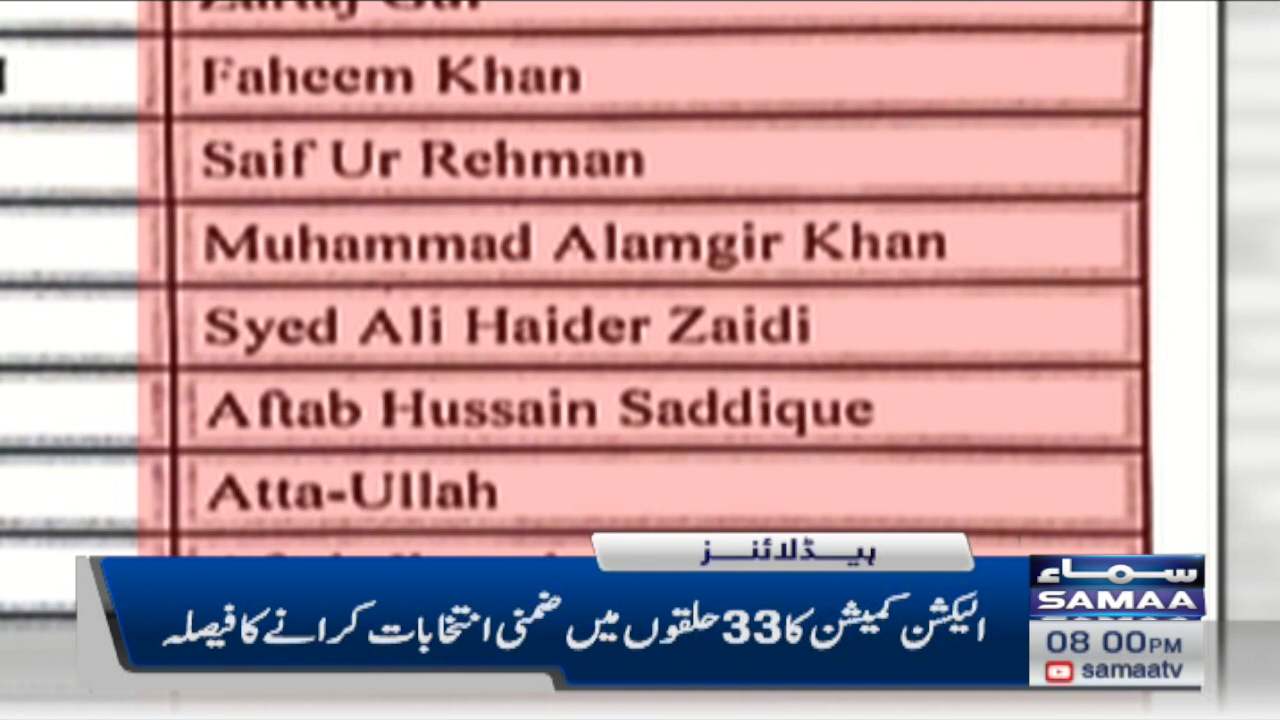 Faheem Khan
Saif Ur Rehman
Muhammad Alamgir Khan
Syed Ali Haider Zaidi
Aftab Hussain Saddique
Atta-Ullah
ہیڈلائنز
الیکشن کمیشن کا 33 حلقوں میں ضمنی انتخابات کرانے کا فیصلہ
سماء
SAMAA
08 00PM
samaatv